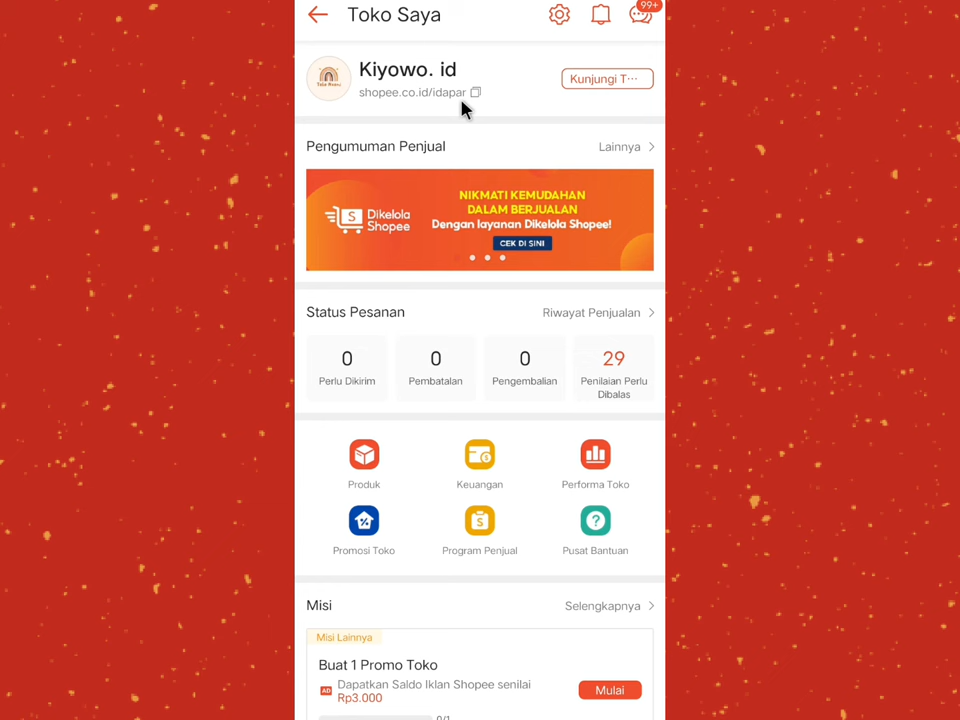 Toko Saya
99+
Kiyowo. id
shopee.co.id/idapar
Kunjungi T···
Pengumuman Penjual
Lainnya
NIKMATI KEMUDAHAN
DALAM BERJUALAN
Dikelola
Shopee
Dengan layanan Dikelola Shopee!
CEK DI SINI
Status Pesanan
Riwayat Penjualan
0
0
0
29
Perlu Dikirim
Pembatalan
Pengembalian
Penilaian Perlu
Dibalas
Produk
Keuangan
Performa Toko
Promosi Toko
Program Penjual
Pusat Bantuan
Misi
Selengkapnya
Misi Lainnya
Buat 1 Promo Toko
AD
Dapatkan Saldo Iklan Shopee senilai
Rp3.000
Mulai
0/1